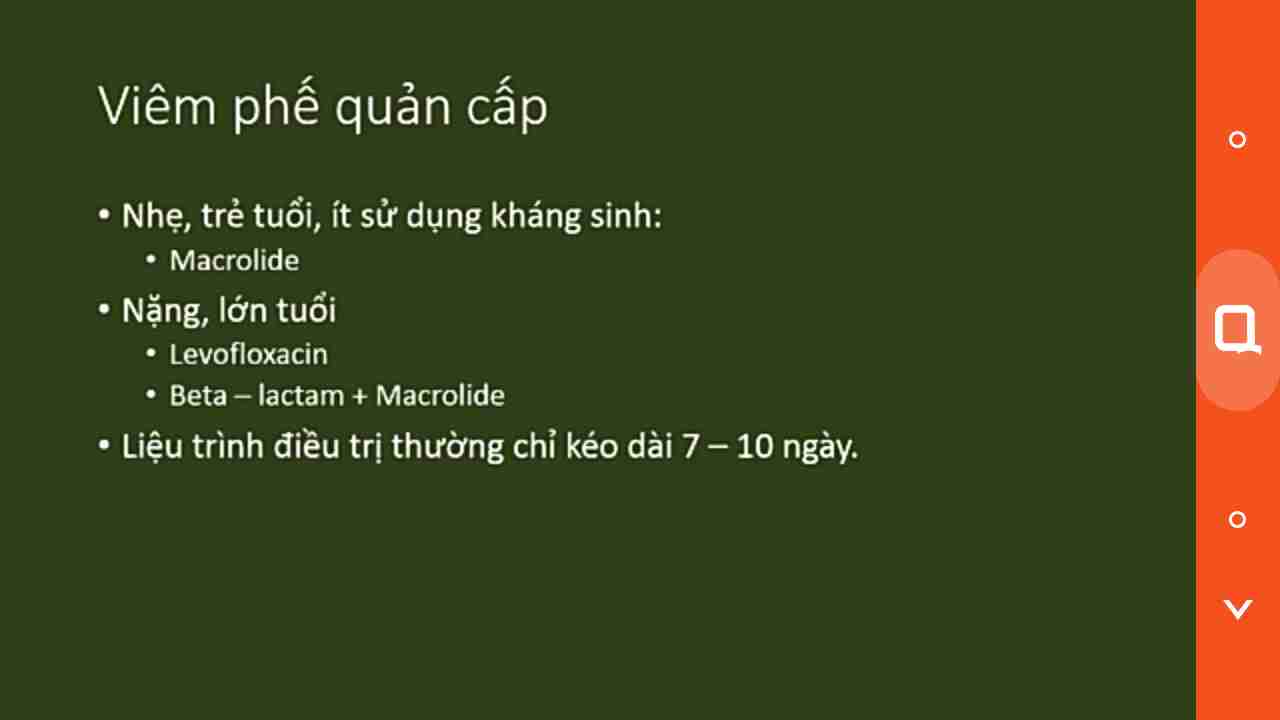 Viêm phế quản cấp
• Nhẹ, trẻ tuổi, ít sử dụng kháng sinh:
• Macrolide
• Nặng, lớn tuổi
• Levofloxacin
• Beta – lactam + Macrolide
• Liệu trình điều trị thường chỉ kéo dài 7 – 10 ngày.